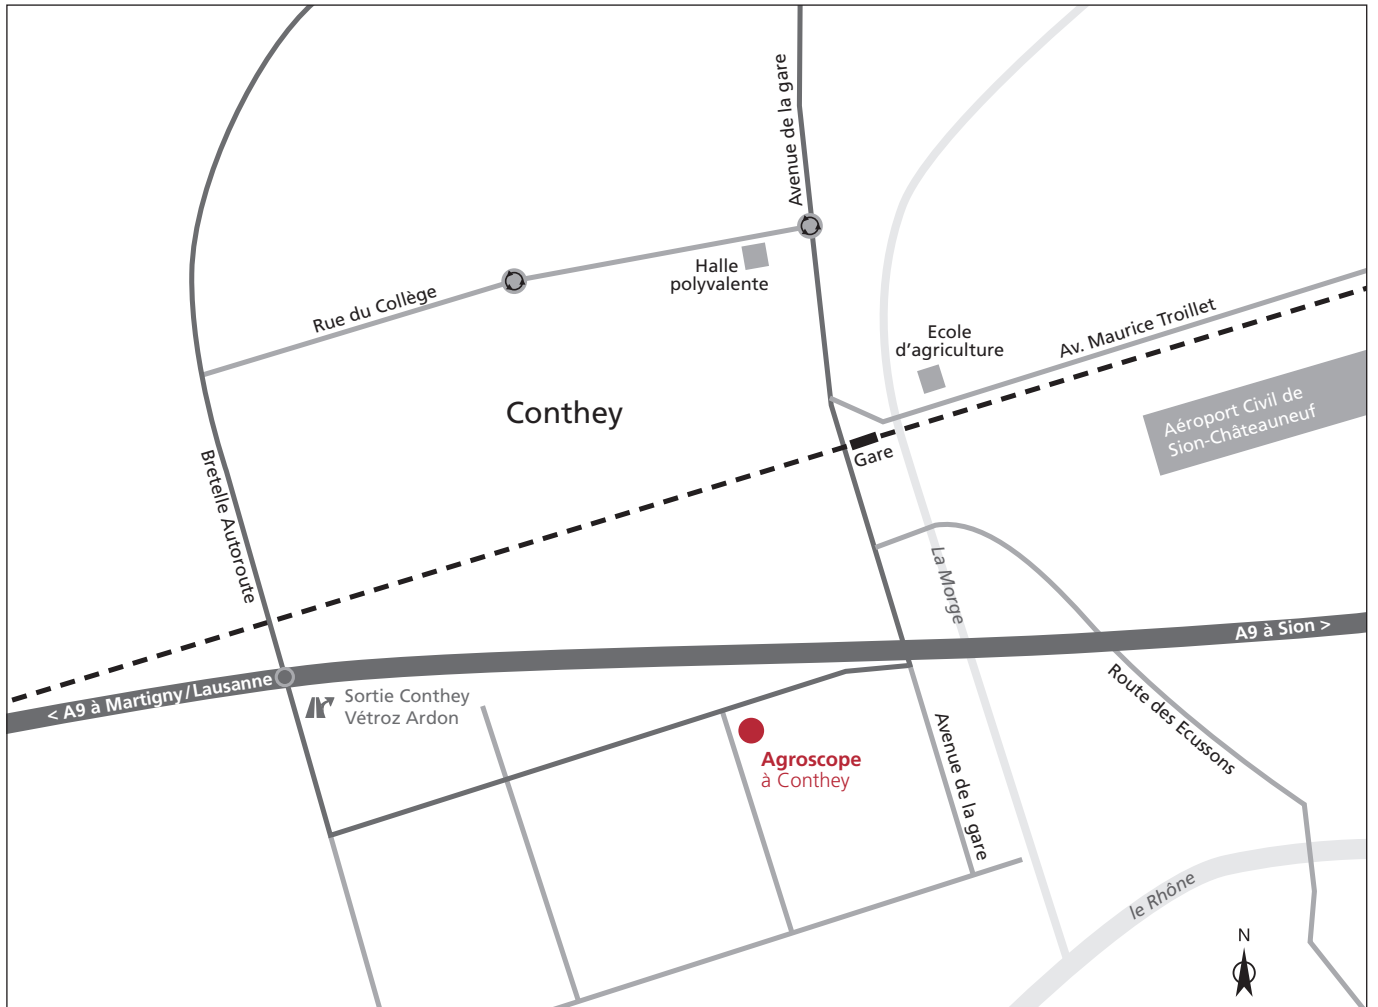 Avenue de la gare
Halle
polyvalente
Rue du Collège
Ecole
d'agriculture
Av. Maurice Troillet
Conthey
Aéroport Civil de
Sion-Châteauneuf
Gare
Bretelle Autoroute
La Morge
A9 à Sion >
< A9 à Martigny/Lausanne
Sortie Conthey
Vétroz Ardon
Route des Ecussons
Agroscope
à Conthey
Avenue de la gare
le Rhône
N